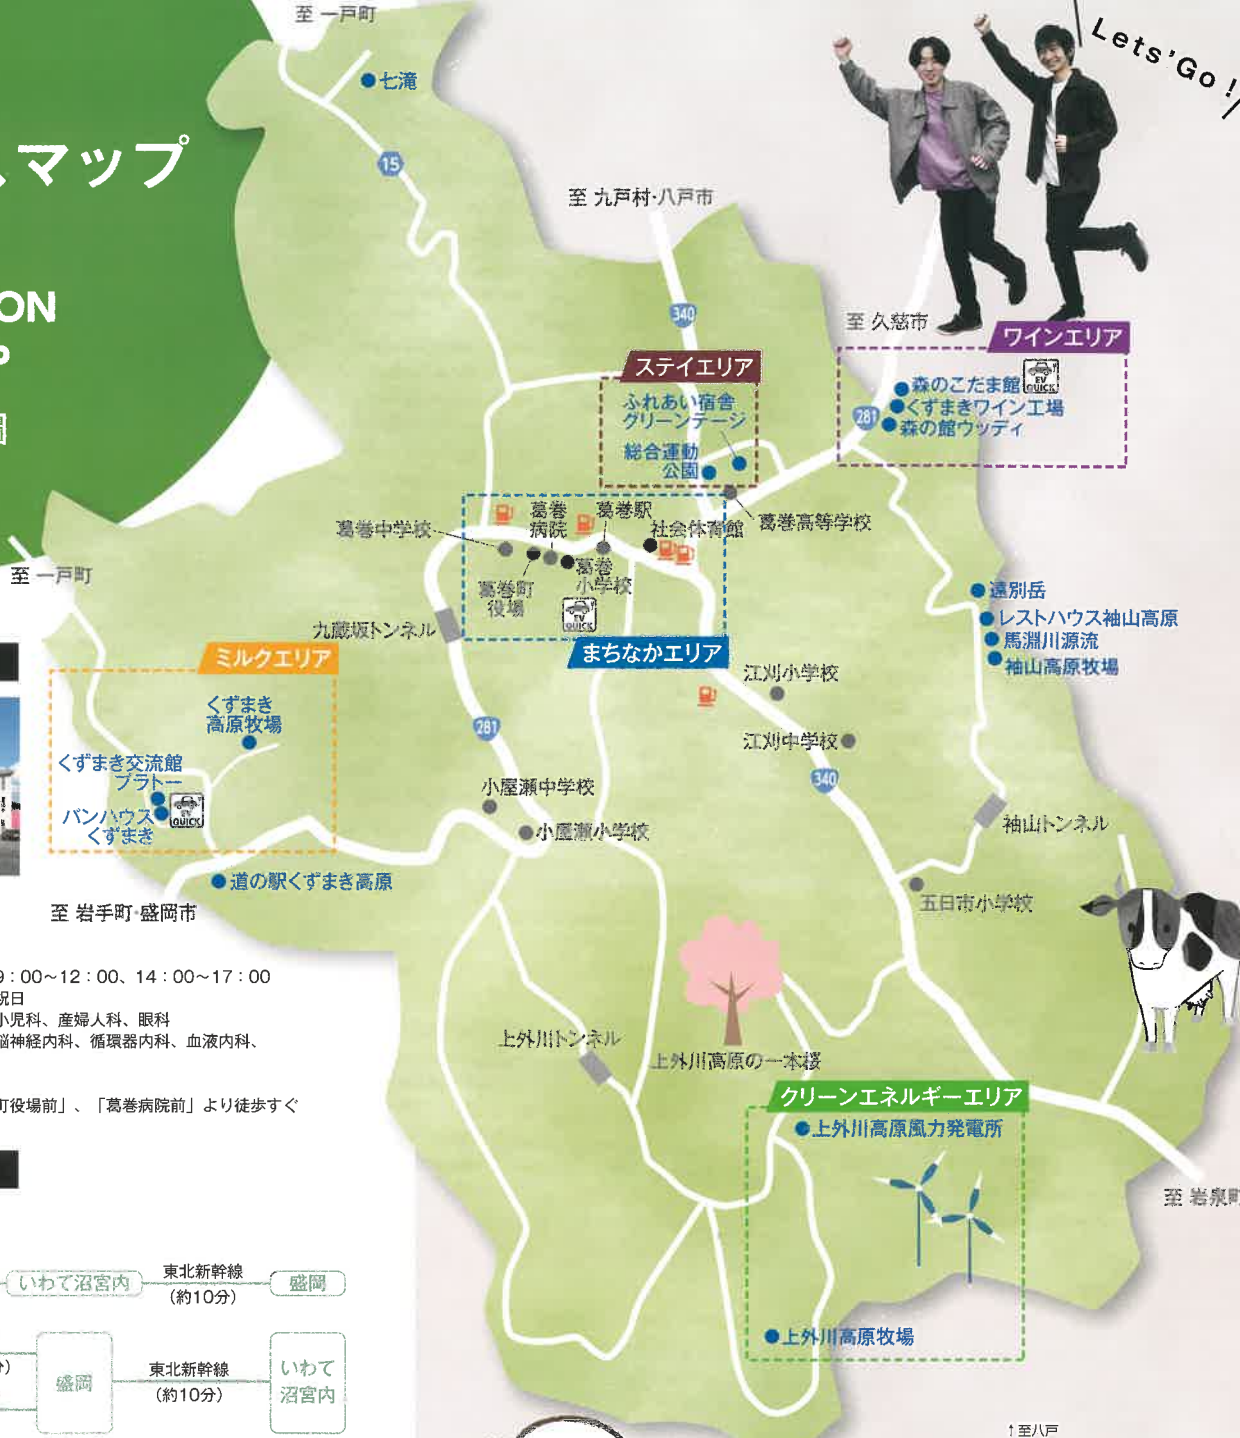 至 一戸町
七滝
Lets'Go !
マップ
15
至 九戸村・八戸市
ON
340
至 久慈市
ワインエリア
ステイエリア
森のこだま館
EV
QUICK
くずまきワイン工場
森の館ウッディ
281
ふれあい宿舎
グリーンテージ
総合運動
公園
葛巻高等学校
葛巻中学校
葛巻
病院
葛巻駅
社会体育館
葛巻町
役場
葛巻
小学校
EV
QUICK
至 一戸町
九蔵坂トンネル
まちなかエリア
遠別岳
レストハウス袖山高原
馬淵川源流
袖山高原牧場
ミルクエリア
くずまき
高原牧場
くずまき交流館
プラトー
パンハウス
くずまき
EV
QUICK
281
江刈小学校
江刈中学校
340
小屋瀬中学校
小屋瀬小学校
袖山トンネル
道の駅くずまき高原
至 岩手町・盛岡市
五日市小学校
9：00〜12：00、14：00〜17：00
祝日
小児科、産婦人科、眼科
脳神経内科、循環器内科、血液内科、
町役場前」、「葛巻病院前」より徒歩すぐ
上外川トンネル
上外川高原の一本桜
クリーンエネルギーエリア
上外川高原風力発電所
至 岩泉町
上外川高原牧場
いわて沼宮内
東北新幹線
(約10分)
盛岡
盛岡
東北新幹線
(約10分)
いわて
沼宮内
↑至八戸